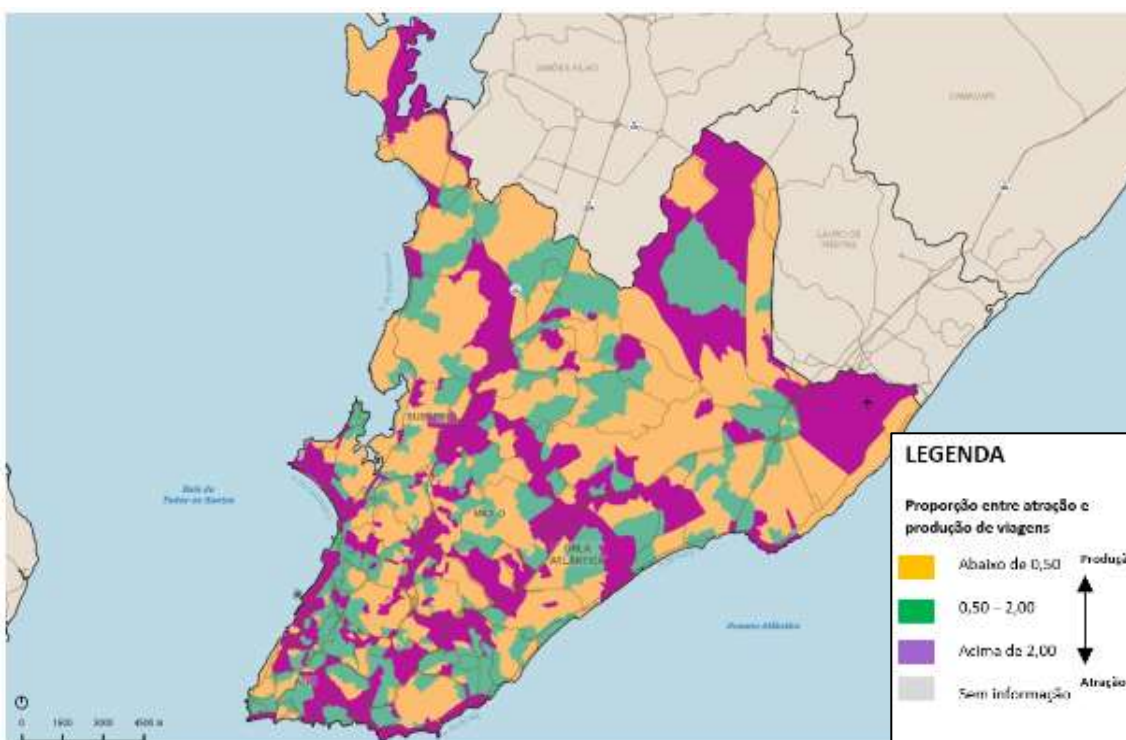 SIMÕES FILHO
CAMAÇARI
LAURO DE
FREITAS
SUBÚRBIO
MIOLO
ORLA
ATLÂNTICA
Baía de
Todos os Santos
Oceano Atlântico
0 1500 3000 4500 m
LEGENDA
Proporção entre atração e
produção de viagens
Abaixo de 0,50
Produçã
0,50 – 2,00
Acima de 2,00
Sem informação
Atração